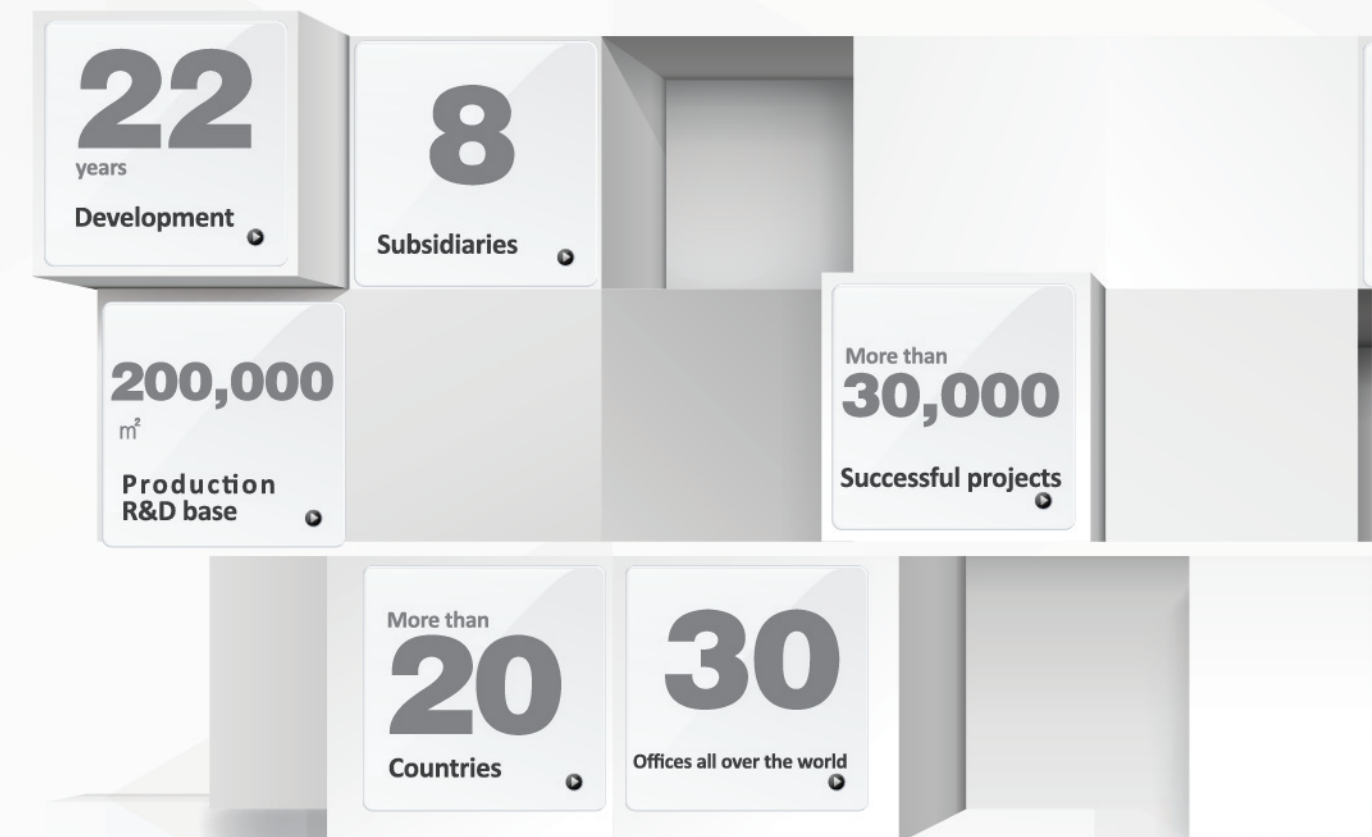 22
years
Development
8
Subsidiaries
200,000
㎡
Production
R&D base
More than
30,000
Successful projects
More than
20
Countries
30
Offices all over the world